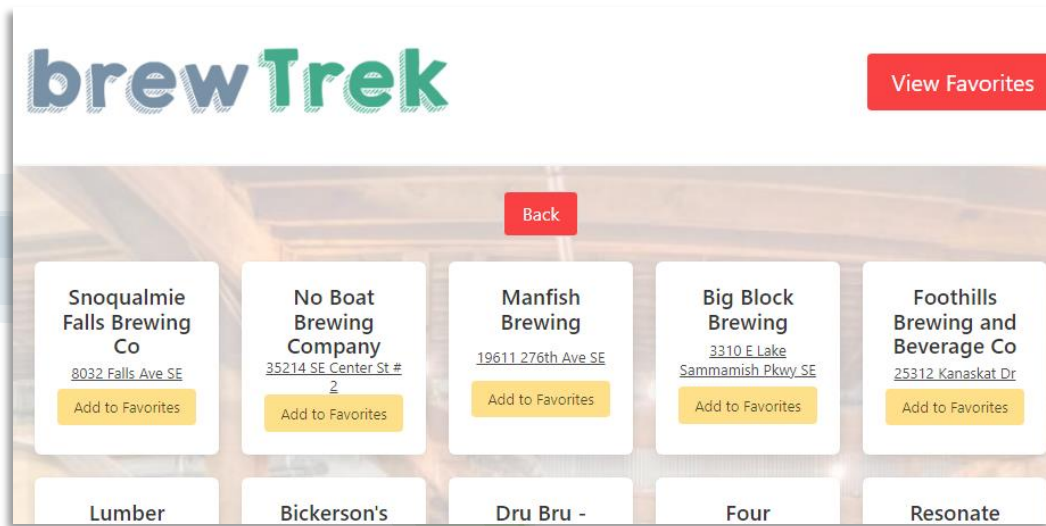 brewTrek
View Favorites
Back
Snoqualmie
Falls Brewing
Co
8032 Falls Ave SE
Add to Favorites
No Boat
Brewing
Company
35214 SE Center St #
2
Add to Favorites
Manfish
Brewing
19611 276th Ave SE
Add to Favorites
Big Block
Brewing
3310 E Lake
Sammamish Pkwy SE
Add to Favorites
Foothills
Brewing and
Beverage Co
25312 Kanaskat Dr
Add to Favorites
Lumber
Bickerson's
Dru Bru -
Four
Resonate